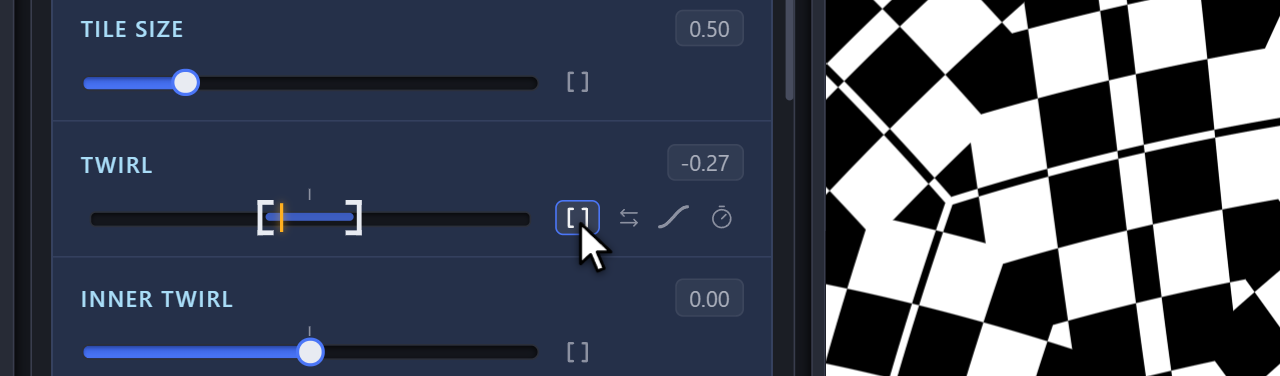 TILE SIZE
0.50
[ ]
TWIRL
-0.27
[ ]
INNER TWIRL
0.00
[ ]